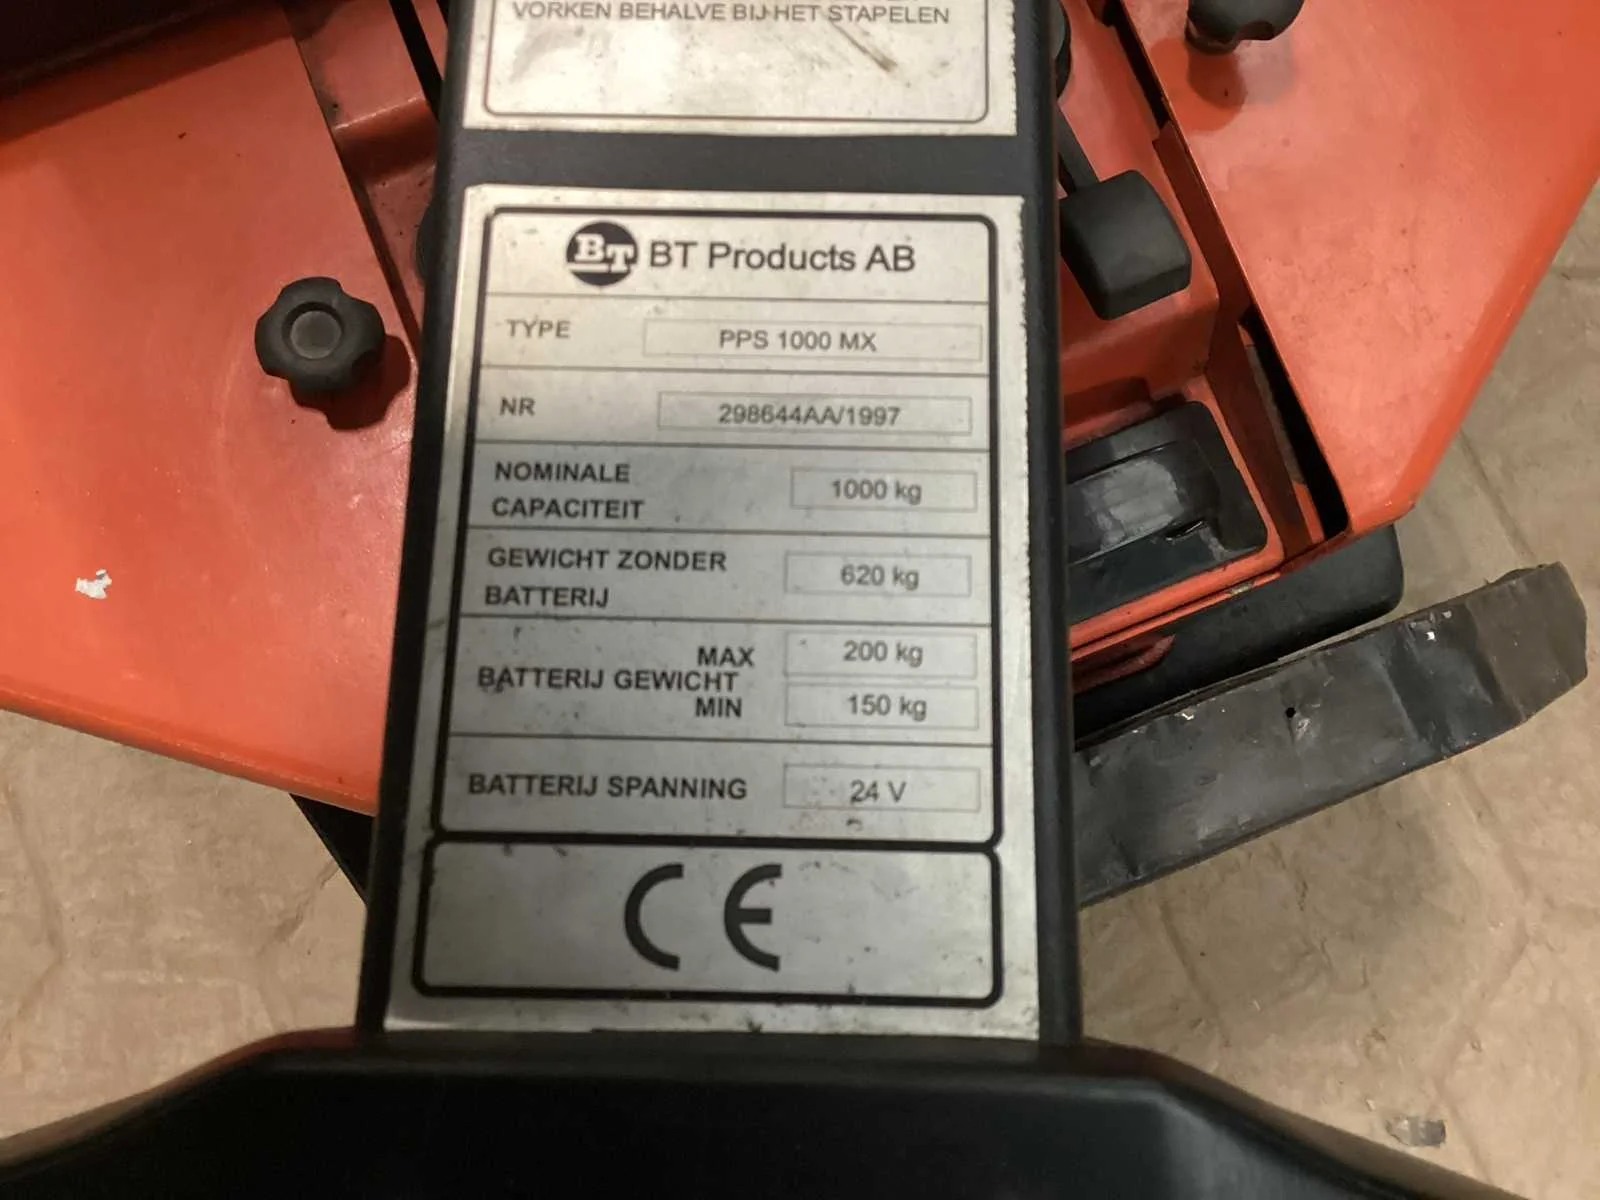 VORKEN BEHALVE BIJ HET STAPELEN
BT BT Products AB
TYPE PPS 1000 MX
NR 298644AA/1997
NOMINALE
CAPACITEIT 1000 kg
GEWICHT ZONDER
BATTERIJ 620 kg
MAX 200 kg
BATTERIJ GEWICHT
MIN 150 kg
BATTERIJ SPANNING 24 V
CE